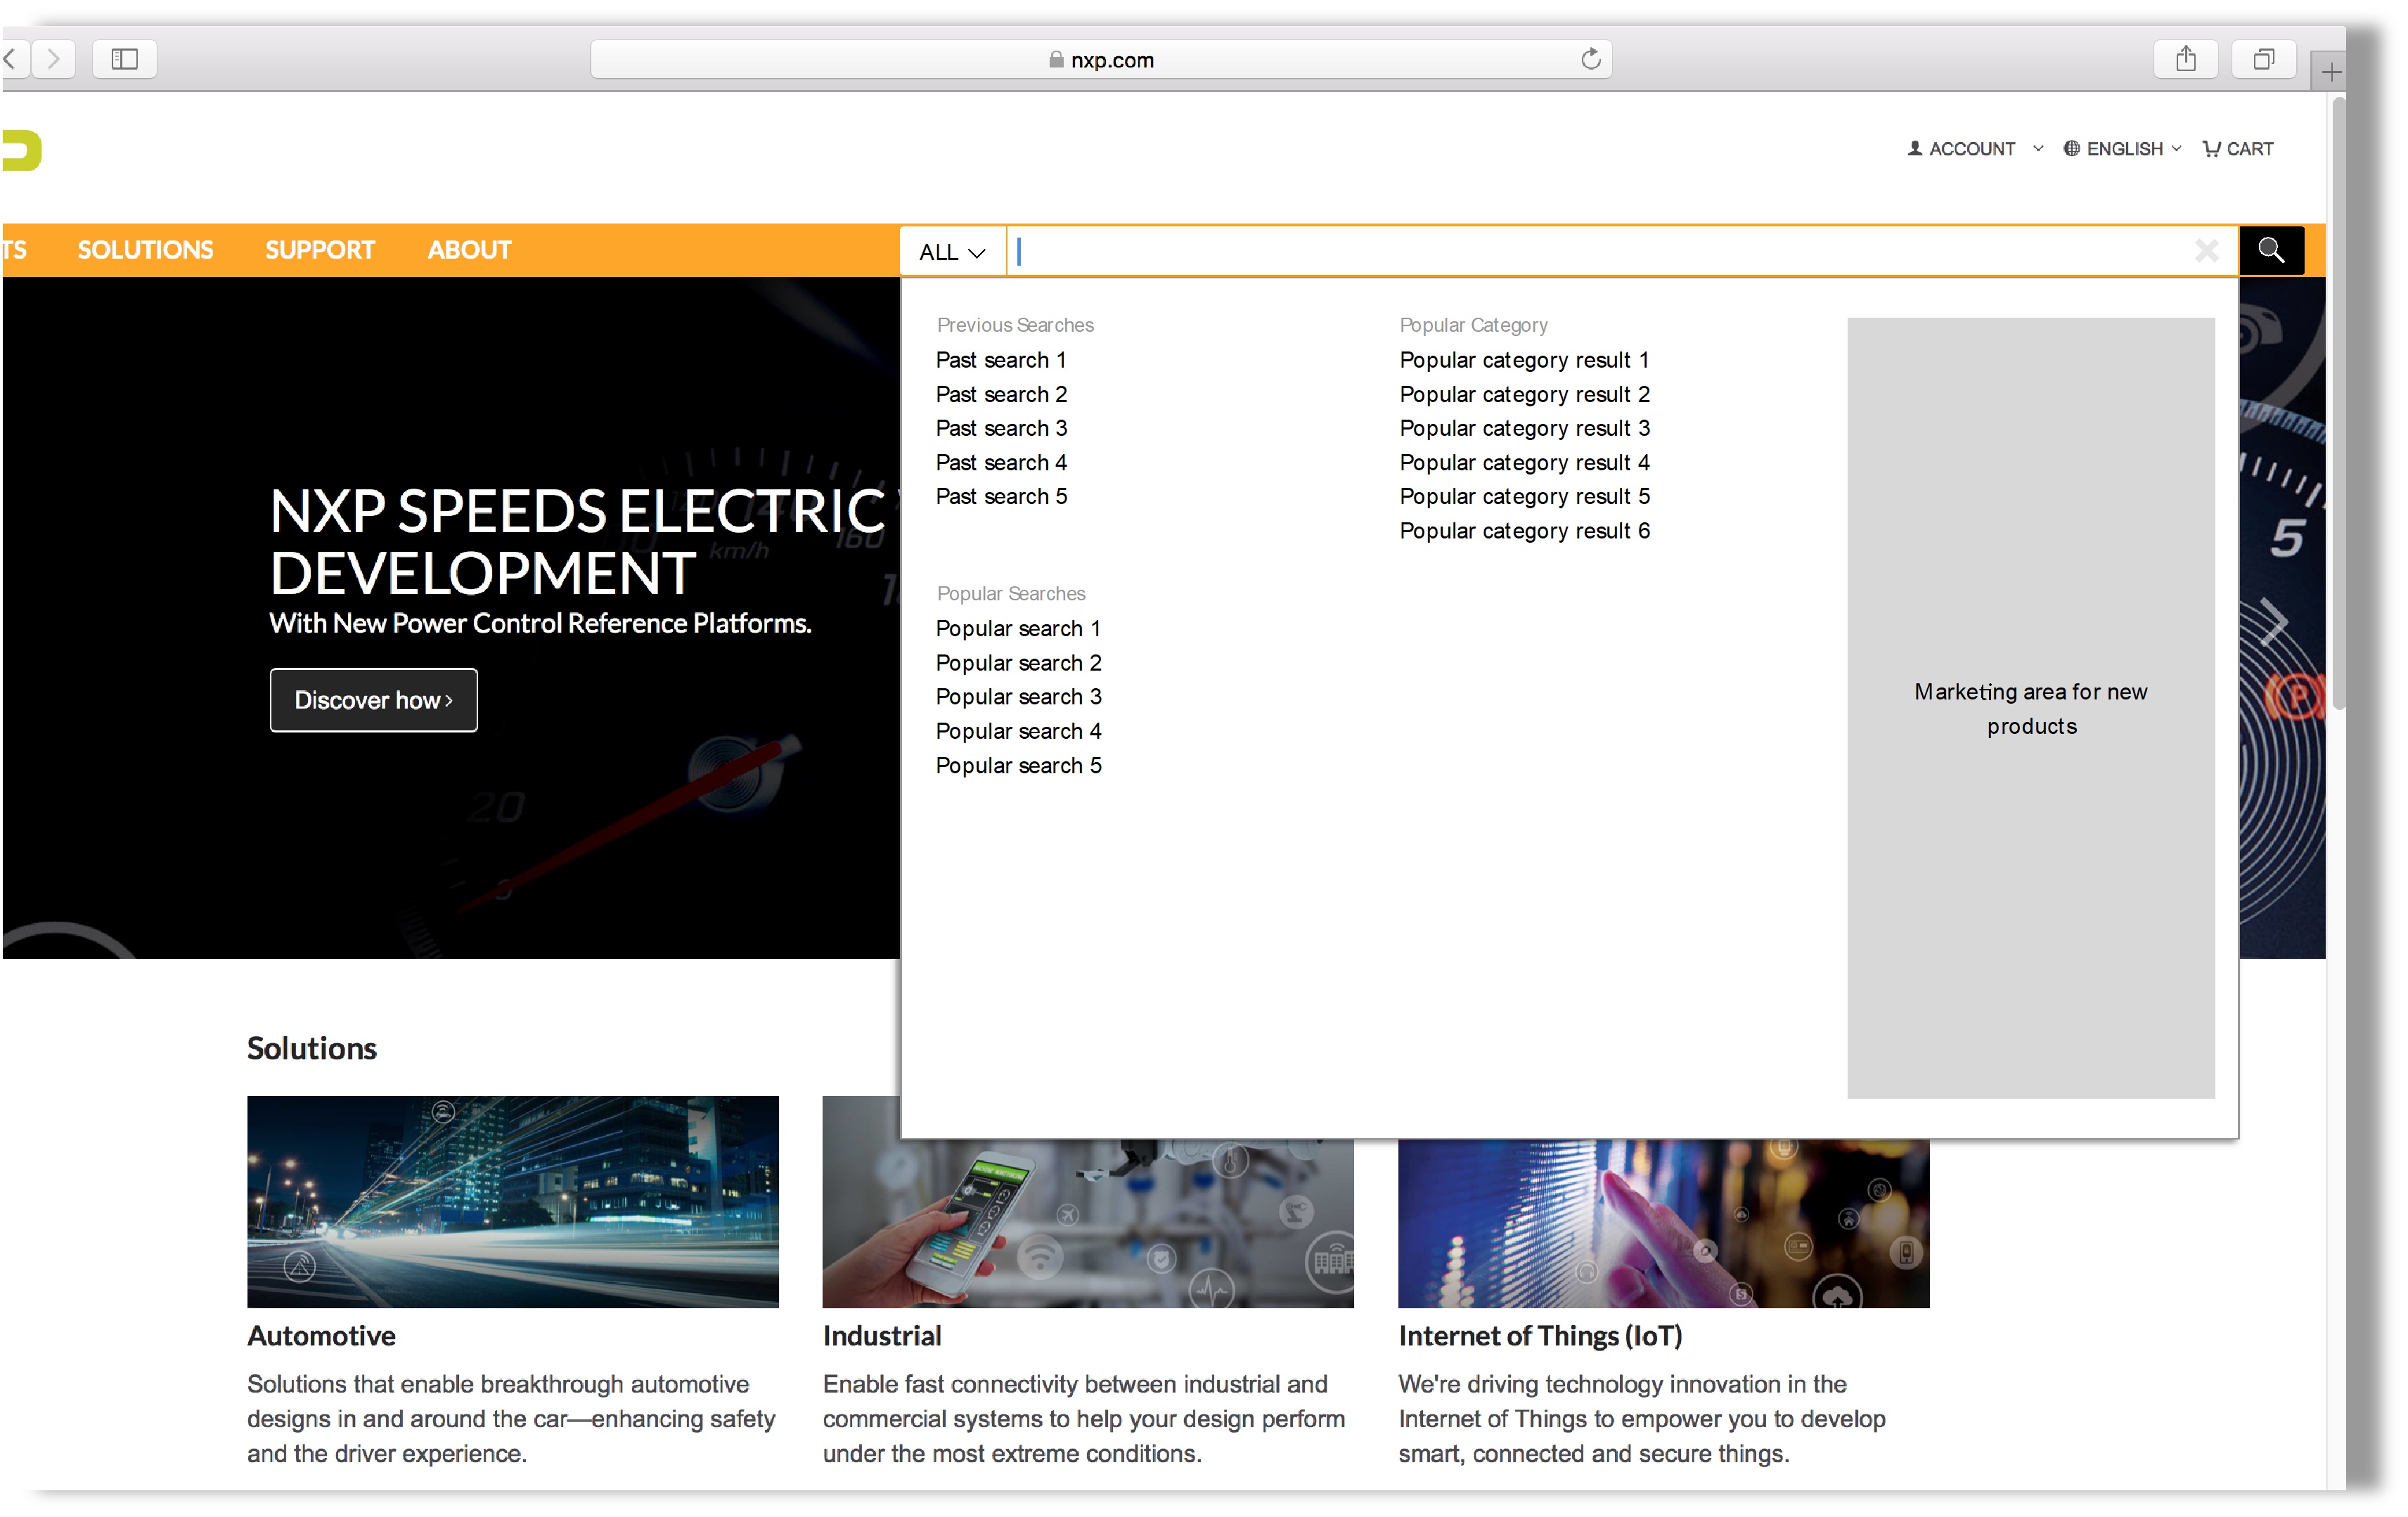 nxp.com
ACCOUNT
ENGLISH
CART
TS
SOLUTIONS
SUPPORT
ABOUT
ALL
Previous Searches
Past search 1
Past search 2
Past search 3
Past search 4
Past search 5
Popular Searches
Popular search 1
Popular search 2
Popular search 3
Popular search 4
Popular search 5
Popular Category
Popular category result 1
Popular category result 2
Popular category result 3
Popular category result 4
Popular category result 5
Popular category result 6
Marketing area for new
products
NXP SPEEDS ELECTRIC
DEVELOPMENT
With New Power Control Reference Platforms.
Discover how ›
km/h
160
20
0
5
P
Solutions
Automotive
Solutions that enable breakthrough automotive
designs in and around the car—enhancing safety
and the driver experience.
Industrial
Enable fast connectivity between industrial and
commercial systems to help your design perform
under the most extreme conditions.
Internet of Things (IoT)
We're driving technology innovation in the
Internet of Things to empower you to develop
smart, connected and secure things.